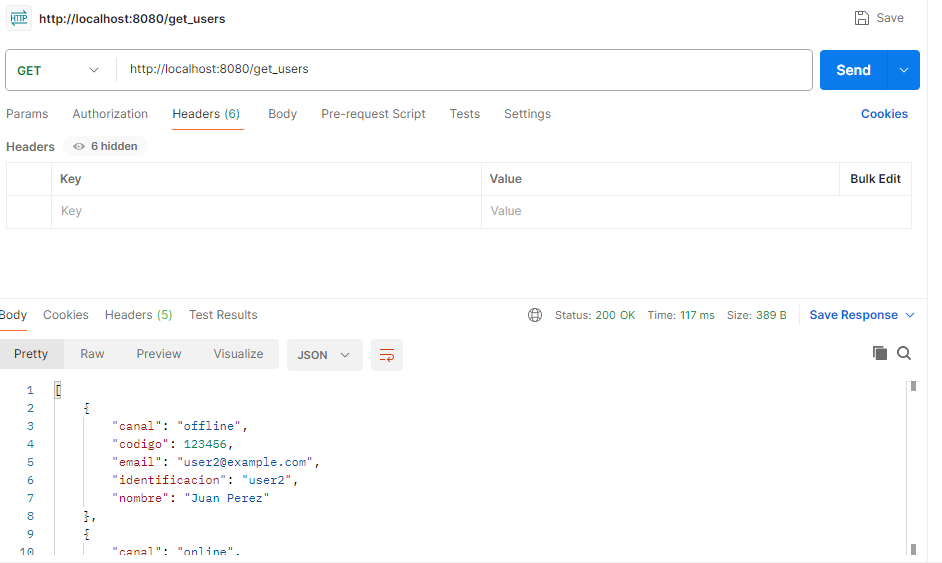 HTTP http://localhost:8080/get_users Save
GET http://localhost:8080/get_users Send
Params Authorization Headers (6) Body Pre-request Script Tests Settings Cookies
Headers 6 hidden
Key Value Bulk Edit
Key Value
Body Cookies Headers (5) Test Results Status: 200 OK Time: 117 ms Size: 389 B Save Response
Pretty Raw Preview Visualize JSON
1 [
2 {
3 "canal": "offline",
4 "codigo": 123456,
5 "email": "user2@example.com",
6 "identificacion": "user2",
7 "nombre": "Juan Perez"
8 },
9 {
10 "canal": "online",